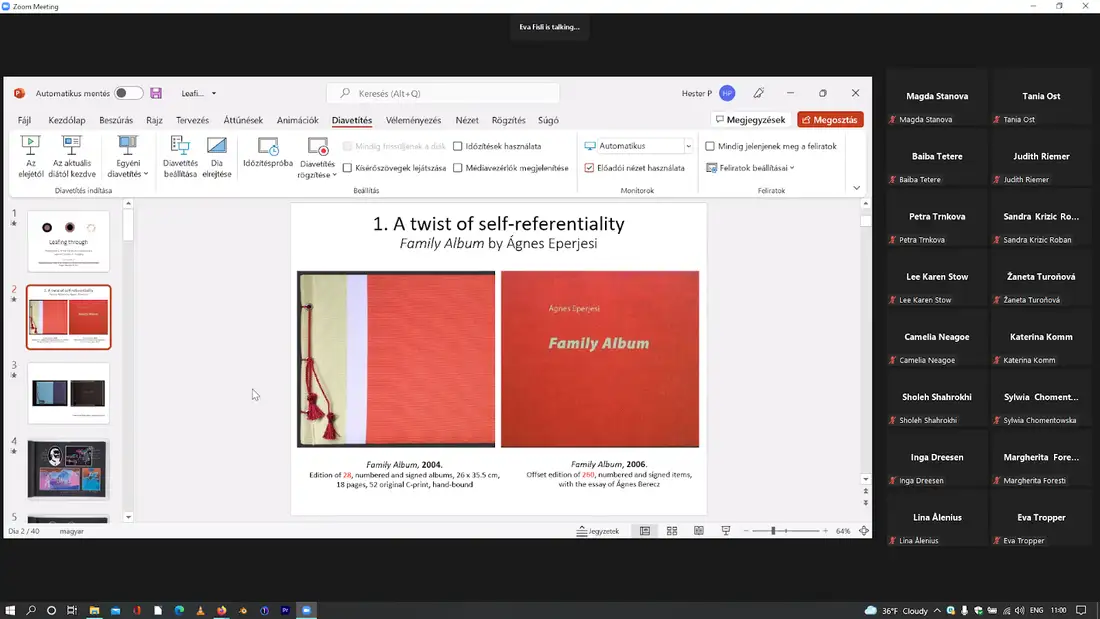 Zoom Meeting
Eva Fisli is talking...
Automatikus mentés
Leafi...
Keresés (Alt+Q)
Hester P
HP
Fájl Kezdőlap Beszúrás Rajz Tervezés Áttűnések Animációk Diavetítés Véleményezés Nézet Rögzítés Súgó
Megjegyzések
Megosztás
Az elejétől
Az aktuális diától kezdve
Egyéni diavetítés
Diavetítés indítása
Diavetítés beállítása
Dia elrejtése
Időzítéspróba
Diavetítés rögzítése
Mindig frissítjenek a diák
Kísérőszövegek lejátszása
Időzítések használata
Médiavezérlők megjelenítése
Beállítás
Automatikus
Előadói nézet használata
Monitorok
Mindig jelenjenek meg a feliratok
Feliratok beállításai
Feliratok
1
Leafing through
2
3
4
5
1. A twist of self-referentiality
Family Album by Ágnes Eperjesi
Ágnes Eperjesi
Family Album
Family Album, 2004.
Edition of 28, numbered and signed albums, 26 x 35.5 cm,
18 pages, 52 original C-print, hand-bound
Family Album, 2006.
Offset edition of 260, numbered and signed items,
with the essay of Ágnes Berecz
Dia 2 / 40
magyar
Jegyzetek
64%
Magda Stanova
Magda Stanova
Tania Ost
Tania Ost
Baiba Tetere
Baiba Tetere
Judith Riemer
Judith Riemer
Petra Trnkova
Petra Trnkova
Sandra Krizic Ro...
Sandra Krizic Roban
Lee Karen Stow
Lee Karen Stow
Žaneta Turoňová
Žaneta Turoňová
Camelia Neagoe
Camelia Neagoe
Katerina Komm
Katerina Komm
Sholeh Shahrokhi
Sholeh Shahrokhi
Sylwia Choment...
Sylwia Chomentowska
Inga Dreesen
Inga Dreesen
Margherita Fore...
Margherita Foresti
Lina Ålenius
Lina Ålenius
Eva Tropper
Eva Tropper
36°F Cloudy
ENG
11:00